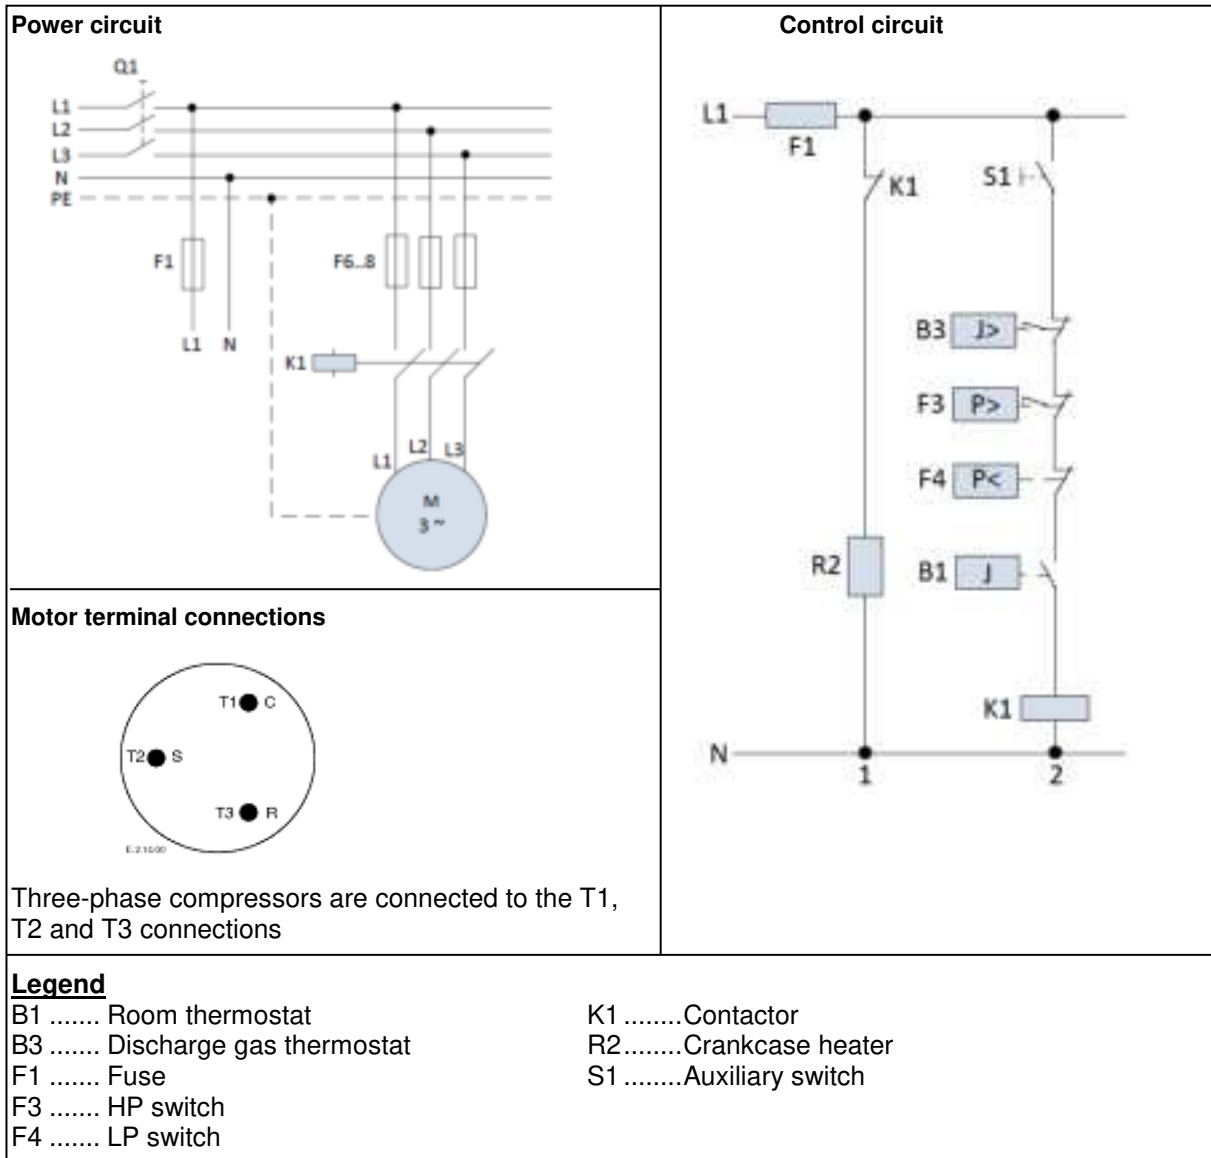 Power circuit
Q1
L1
L2
L3
N
PE
F1
F6..8
L1 N
K1
L1 L2 L3
M
3 ~
Motor terminal connections
T1 C
T2 S
T3 R
Three-phase compressors are connected to the T1,
T2 and T3 connections
Control circuit
L1
F1
K1
S1
B3 J>
F3 P>
F4 P<
R2
B1 J
K1
N
1 2
Legend
B1 ....... Room thermostat
B3 ....... Discharge gas thermostat
F1 ....... Fuse
F3 ....... HP switch
F4 ....... LP switch
K1 ........Contactor
R2........Crankcase heater
S1 ........Auxiliary switch